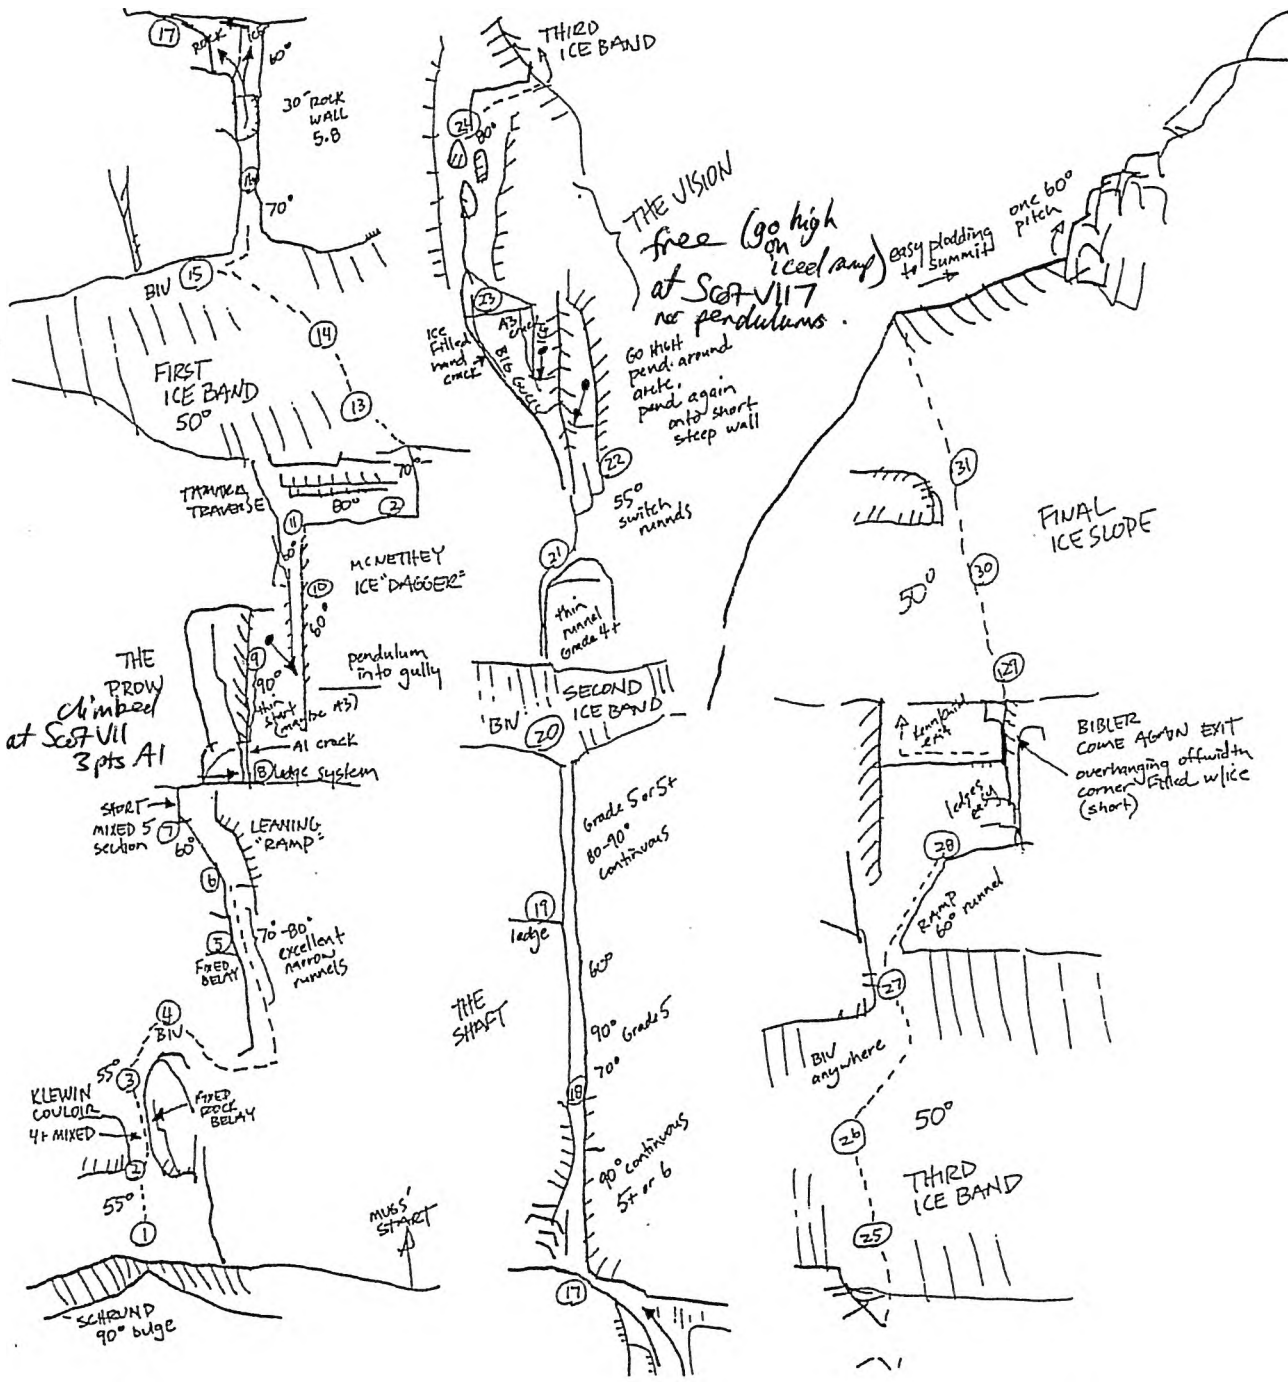 17
ROCK
ICE
60°
30' ROCK
WALL
5.8
16
70°
15
BIV
14
FIRST
ICE BAND
50°
13
70°
TAMARA
TRAVERSE
80°
2
11
60°
MCNETHEY
ICE "DAGGER"
10
60°
THE
PROW
climbed
at Scot VII
3 pts A1
9
90°
thin
start
(maybe A3)
pendulum
into gully
A1 crack
8
ledge system
SHORT
MIXED 5
section
7
60°
LEANING
"RAMP"
6
5
FIXED
BELAY
70°-80°
excellent
narrow
runnels
4
BIV
55°
3
KLEWIN
COULOIR
4+ MIXED
FIXED
ROCK
BELAY
2
55°
1
MUGS'
START
SCHRUND
90° bulge
THIRD
ICE BAND
24
80°
THE VISION
free (go high
on
iced ramp)
at Scot VII 7
no pendulums.
23
A3
crack
ICE
Filled
hand
crack
BIG GULLY
GO HIGH
pend. around
arete.
pend again
onto short
steep wall
22
55°
switch
runnels
21
thin
runnel
Grade 4+
SECOND
ICE BAND
BIV
20
Grade 5 or 5+
80-90°
continuous
19
ledge
60°
THE
SHAFT
90° Grade 5
70°
18
90° continuous
5+ or 6
17
easy plodding
to summit
one 60°
pitch
31
FINAL
ICE SLOPE
30
50°
29
exit
BIBLER
COME AGAIN EXIT
overhanging offwidth
corner filled w/ice
(short)
ledges
easy
28
RAMP
60° runnel
27
BIV
anywhere
50°
26
THIRD
ICE BAND
25